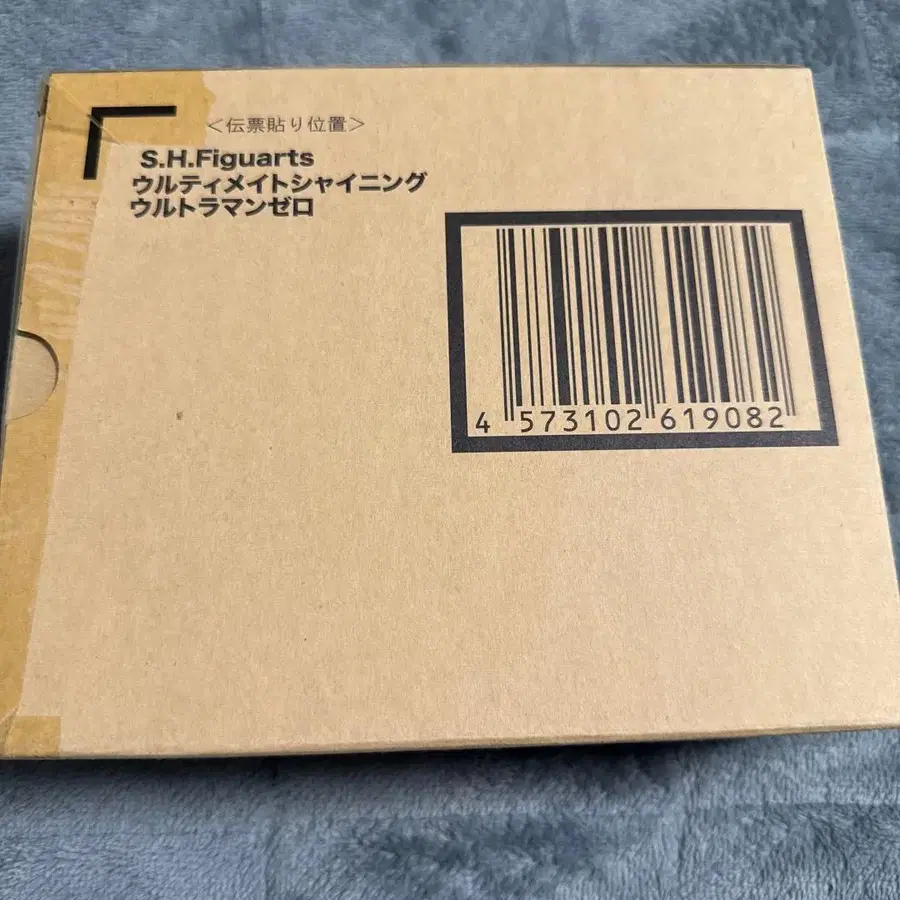 <伝票貼り位置>
S.H.Figuarts
ウルティメイトシャイニング
ウルトラマンゼロ
4 573102 619082